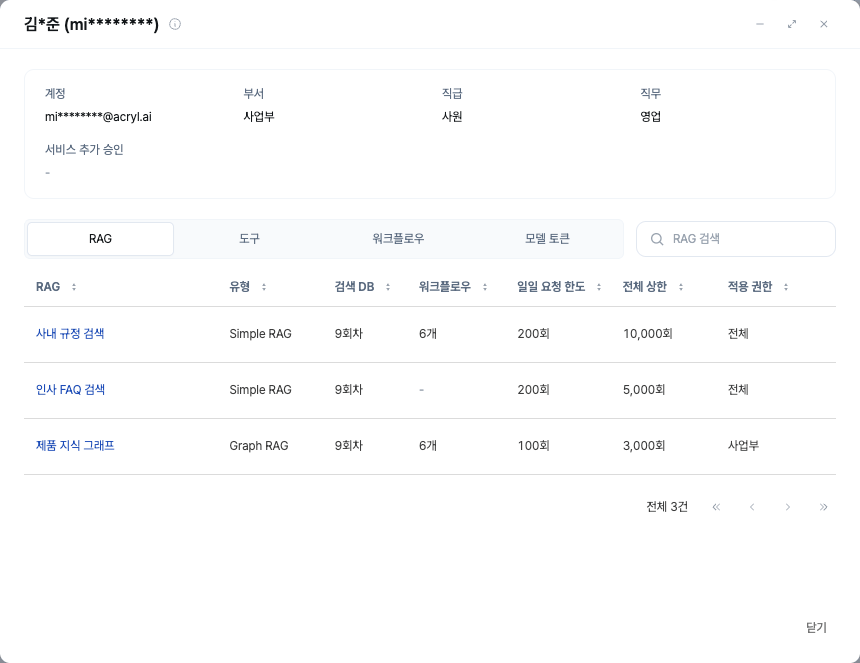 김*준 (mi********)
계정 부서 직급 직무
mi********@acryl.ai 사업부 사원 영업
서비스 추가 승인
-
RAG 도구 워크플로우 모델 토큰 RAG 검색
RAG 유형 검색 DB 워크플로우 일일 요청 한도 전체 상한 적용 권한
사내 규정 검색 Simple RAG 9회차 6개 200회 10,000회 전체
인사 FAQ 검색 Simple RAG 9회차 - 200회 5,000회 전체
제품 지식 그래프 Graph RAG 9회차 6개 100회 3,000회 사업부
전체 3건
닫기